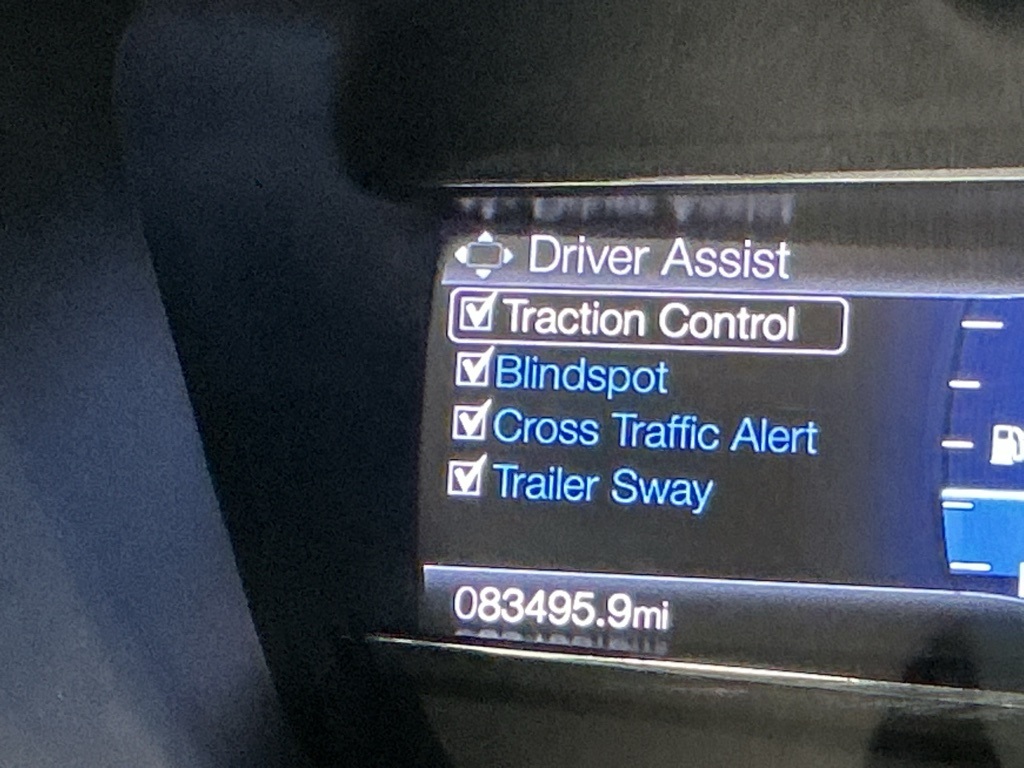 Driver Assist
Traction Control
Blindspot
Cross Traffic Alert
Trailer Sway
083495.9mi